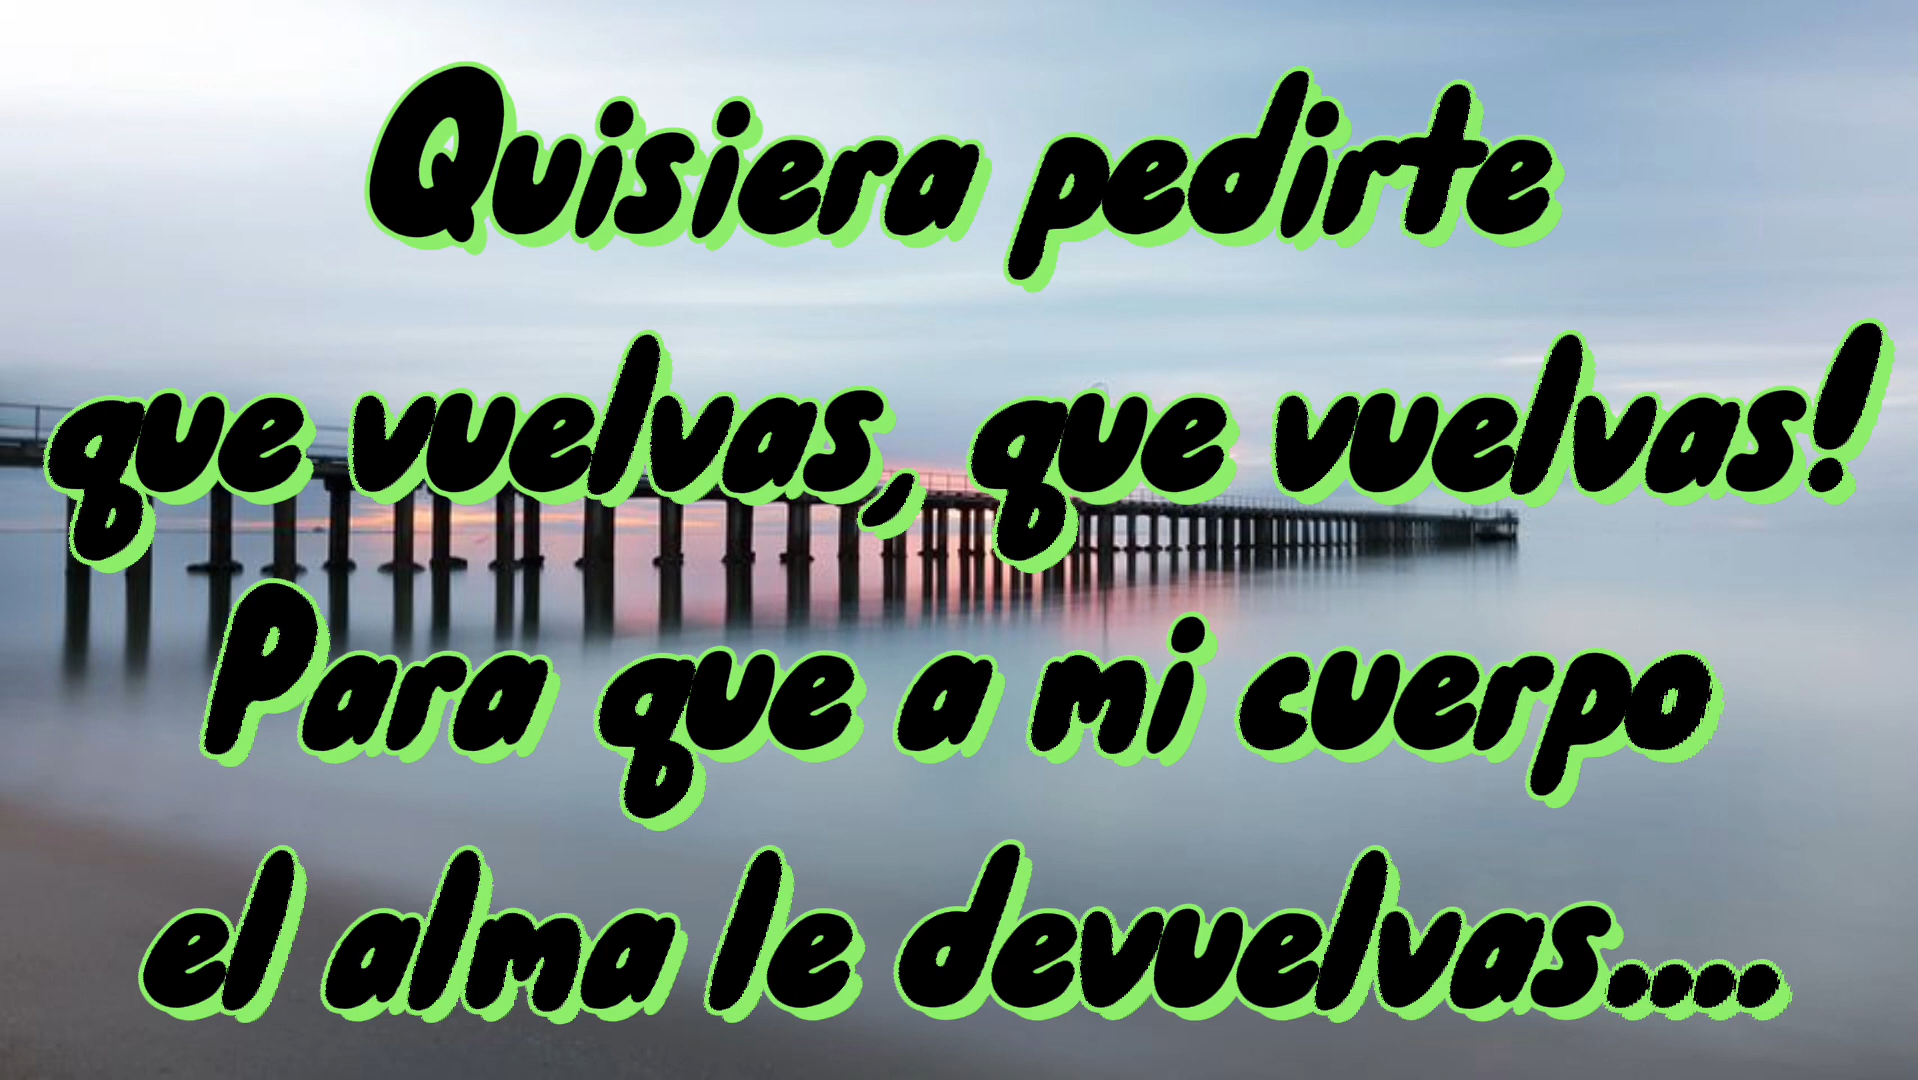 Quisiera pedirte
que vuelvas, que vuelvas!
Para que a mi cuerpo
el alma le devuelvas....